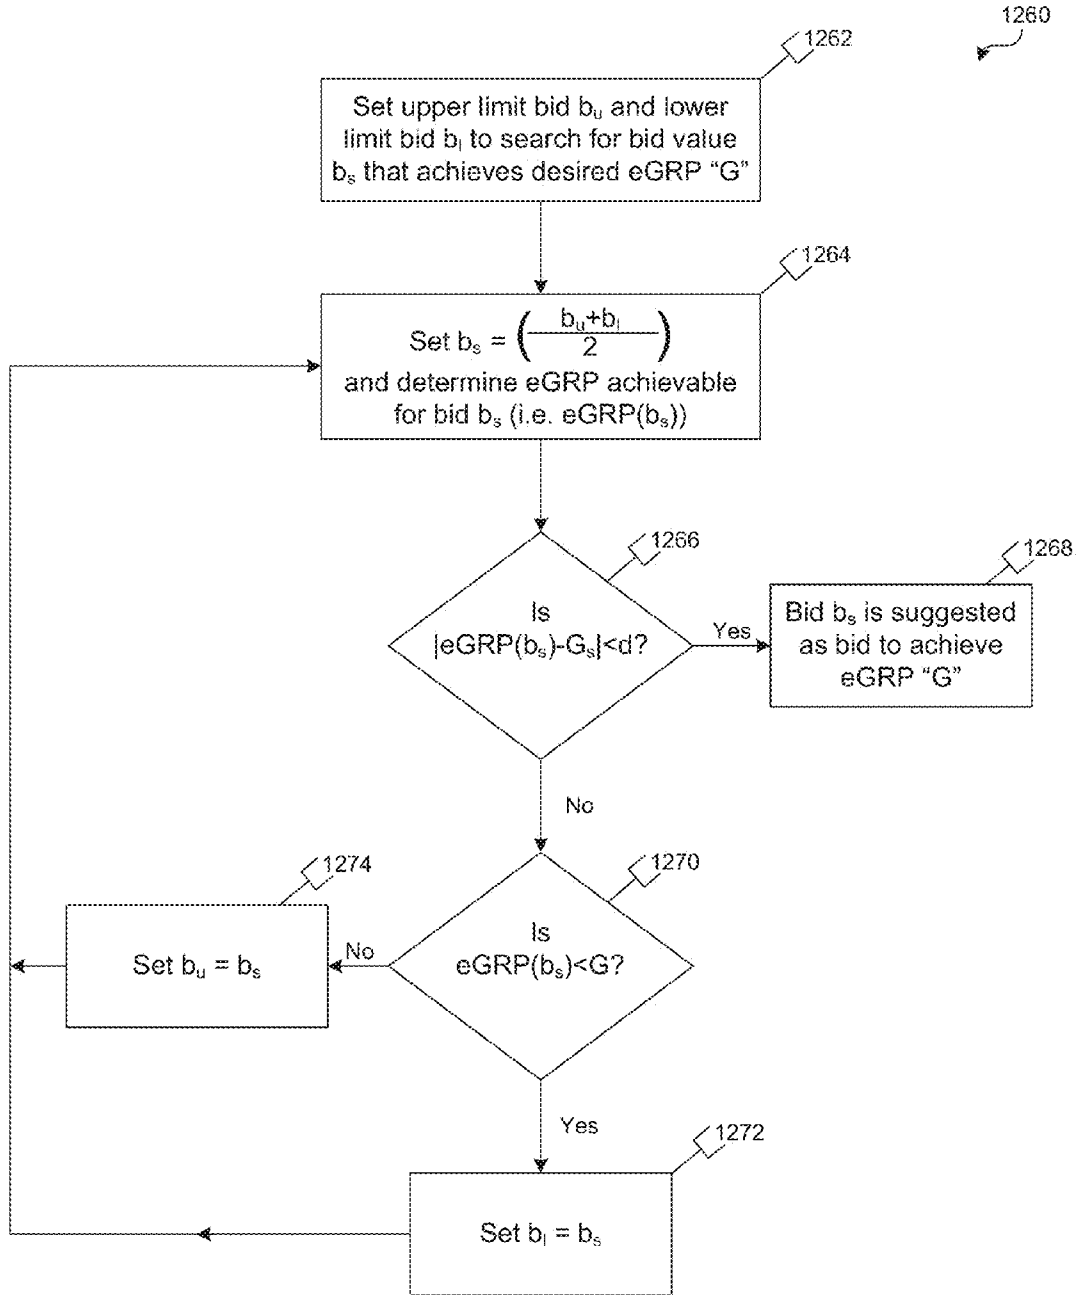 1260
1262
Set upper limit bid bᵤ and lower
limit bid bₗ to search for bid value
bₛ that achieves desired eGRP “G”
1264
Set bₛ = (bᵤ+bₗ
2)
and determine eGRP achievable
for bid bₛ (i.e. eGRP(bₛ))
1266
Is
|eGRP(bₛ)-Gₛ|<d?
Yes
1268
Bid bₛ is suggested
as bid to achieve
eGRP “G”
No
1270
Is
eGRP(bₛ)<G?
No
1274
Set bᵤ = bₛ
Yes
1272
Set bₗ = bₛ